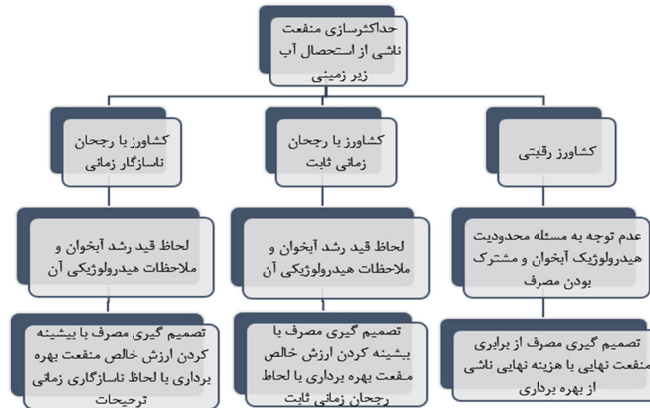 حداکثرسازی منفعت
ناشی از استحصال آب
زیر زمینی
کشاورز رقبتی
کشاورز با رجحان
زمانی ثابت
کشاورز با رجحان
ناسازگار زمانی
عدم توجه به مسئله محدودیت
هیدرولوژیک آبخوان و مشترک
بودن مصرف
لحاظ قید رشد آبخوان و
ملاحظات هیدرولوژیکی آن
لحاظ قید رشد آبخوان و
ملاحظات هیدرولوژیکی آن
تصمیم گیری مصرف از برابری
منفعت نهایی با هزینه نهایی ناشی
از بهره برداری
تصمیم گیری مصرف با
بیشینه کردن ارزش خالص
منفعت بهره برداری با لحاظ
رجحان زمانی ثابت
تصمیم گیری مصرف با بیشینه
کردن ارزش خالص منفعت بهره
برداری با لحاظ ناسازگاری زمانی
ترجیحات